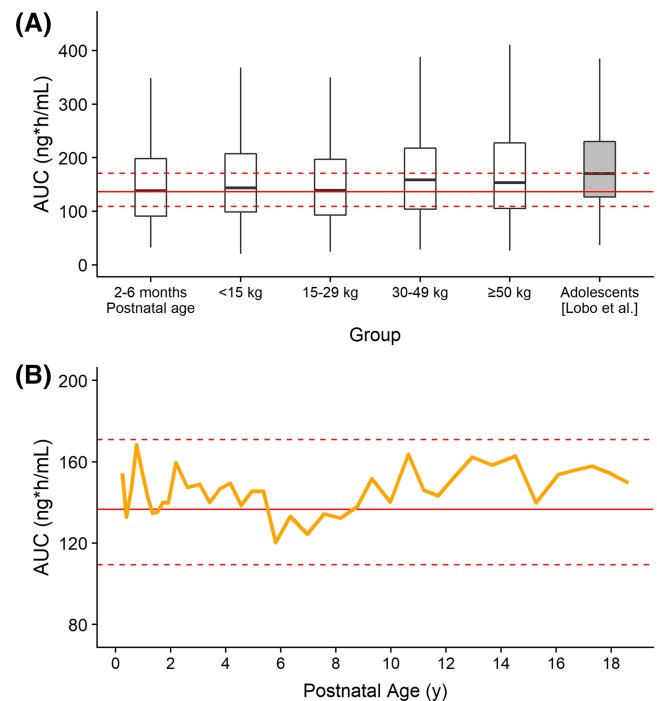 (A)
AUC (ng*h/mL)
400
300
200
100
0
2-6 months
Postnatal age
<15 kg
15-29 kg
30-49 kg
≥50 kg
Adolescents
[Lobo et al.]
Group
(B)
AUC (ng*h/mL)
200
160
120
80
0 2 4 6 8 10 12 14 16 18
Postnatal Age (y)